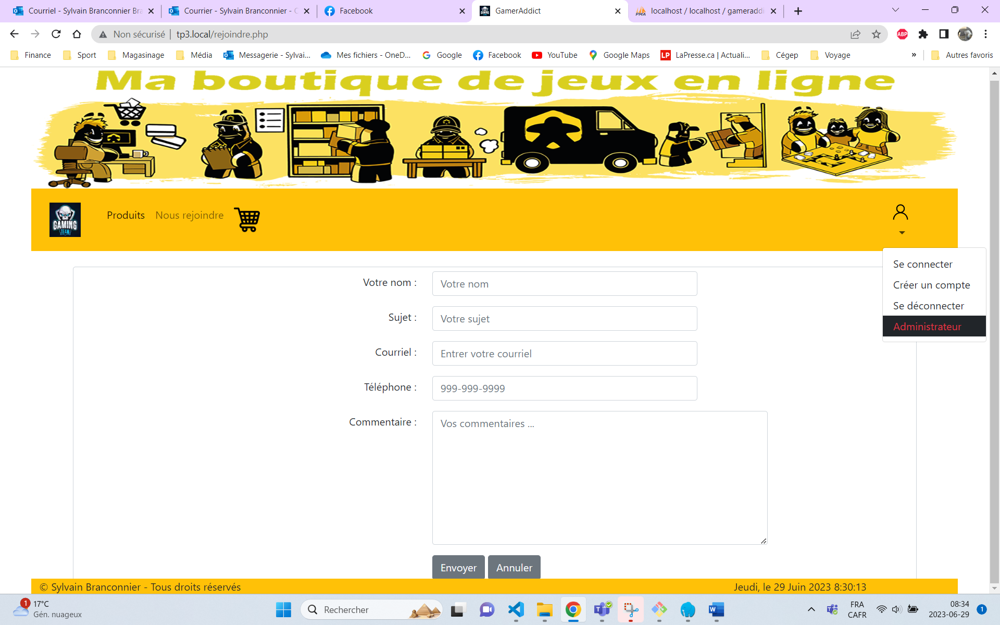 Courriel - Sylvain Branconnier Bra
Courrier - Sylvain Branconnier - C
Facebook
GamerAddict
localhost / localhost / gameraddi
Non sécurisé | tp3.local/rejoindre.php
ABP
Finance
Sport
Magasinage
Média
Messagerie - Sylvai...
Mes fichiers - OneD...
Google
Facebook
YouTube
Google Maps
LaPresse.ca | Actuali...
Cégep
Voyage
»
Autres favoris
Ma boutique de jeux en ligne
GAMING
TEAM
Produits
Nous rejoindre
Se connecter
Créer un compte
Se déconnecter
Administrateur
Votre nom :
Votre nom
Sujet :
Votre sujet
Courriel :
Entrer votre courriel
Téléphone :
999-999-9999
Commentaire :
Vos commentaires ...
Envoyer
Annuler
© Sylvain Branconnier - Tous droits réservés
Jeudi, le 29 Juin 2023 8:30:13
1
17°C
Gén. nuageux
Rechercher
FRA
CAFR
08:34
2023-06-29
1